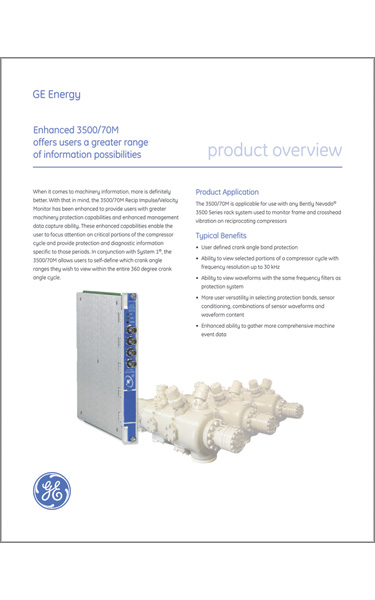 GE Energy
Enhanced 3500/70M
offers users a greater range
of information possibilities
product overview
When it comes to machinery information, more is definitely
better. With that in mind, the 3500/70M Recip Impulse/Velocity
Monitor has been enhanced to provide users with greater
machinery protection capabilities and enhanced management
data capture ability. These enhanced capabilities enable the
user to focus attention on critical portions of the compressor
cycle and provide protection and diagnostic information
specific to those periods. In conjunction with System 1®, the
3500/70M allows users to self-define which crank angle
ranges they wish to view within the entire 360 degree crank
angle cycle.
Product Application
The 3500/70M is applicable for use with any Bently Nevada®
3500 Series rack system used to monitor frame and crosshead
vibration on reciprocating compressors
Typical Benefits
• User defined crank angle band protection
• Ability to view selected portions of a compressor cycle with
frequency resolution up to 30 kHz
• Ability to view waveforms with the same frequency filters as
protection system
• More user versatility in selecting protection bands, sensor
conditioning, combinations of sensor waveforms and
waveform content
• Enhanced ability to gather more comprehensive machine
event data
GE